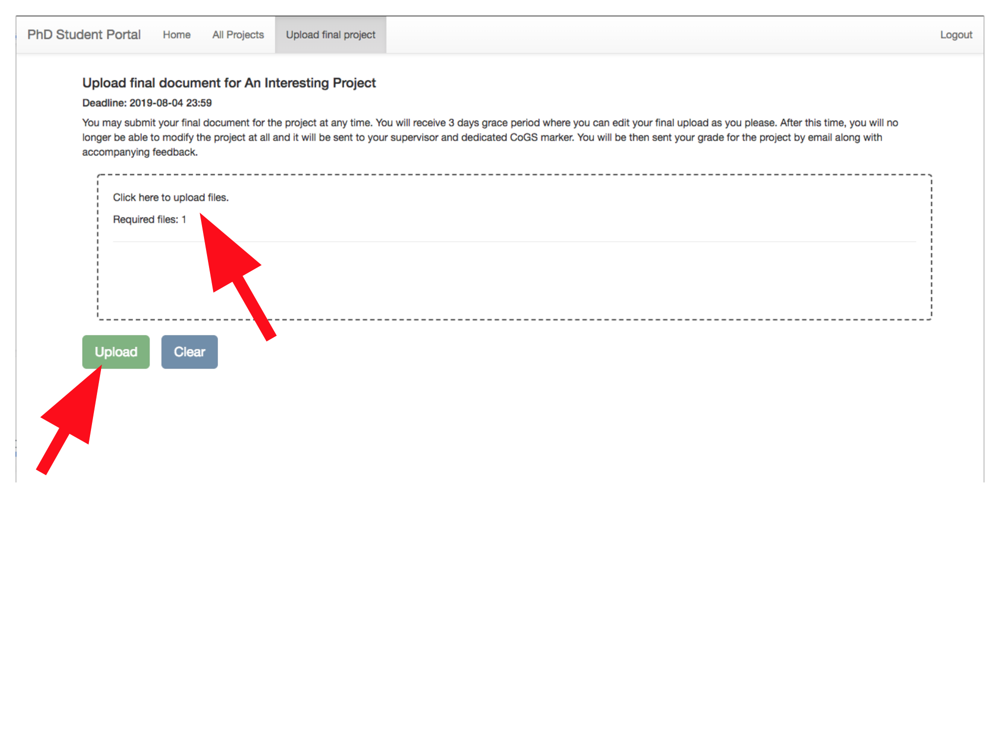 PhD Student Portal Home All Projects Upload final project Logout
Upload final document for An Interesting Project
Deadline: 2019-08-04 23:59
You may submit your final document for the project at any time. You will receive 3 days grace period where you can edit your final upload as you please. After this time, you will no
longer be able to modify the project at all and it will be sent to your supervisor and dedicated CoGS marker. You will be then sent your grade for the project by email along with
accompanying feedback.
Click here to upload files.
Required files: 1
Upload Clear